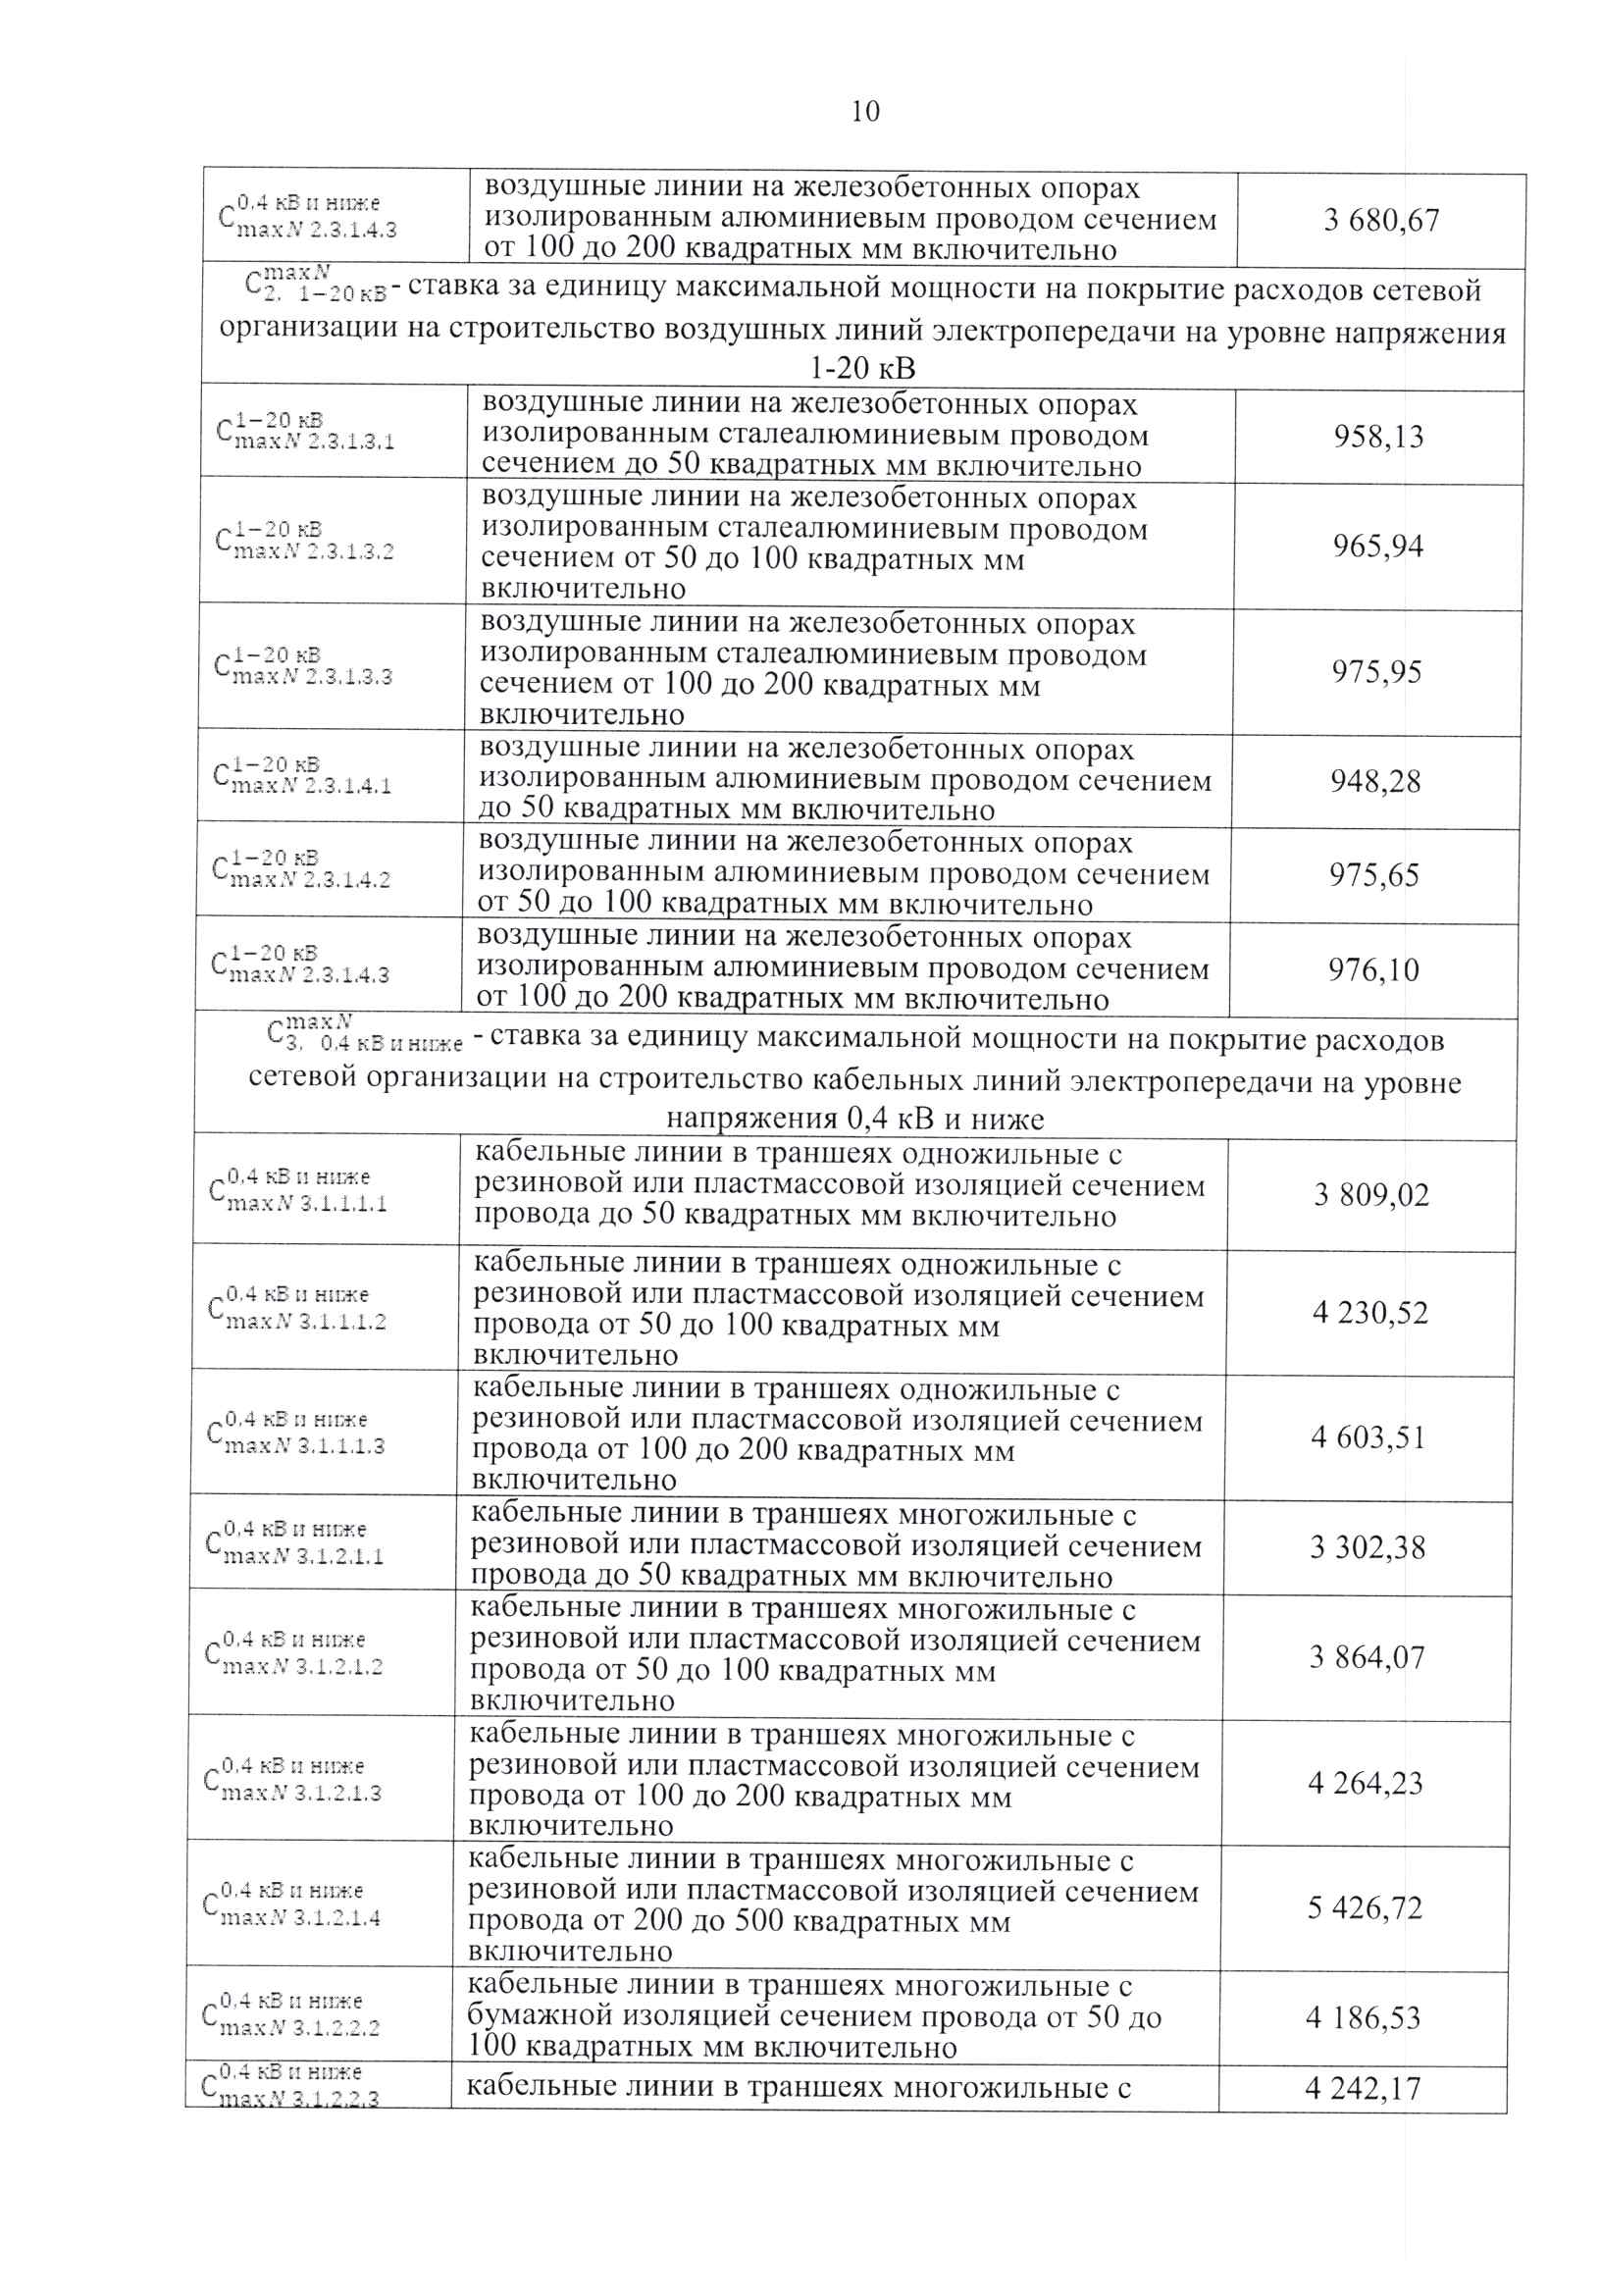 10
C 0,4 кВ и ниже maxN 2.3.1.4.3
воздушные линии на железобетонных опорах
изолированным алюминиевым проводом сечением
от 100 до 200 квадратных мм включительно
3 680,67
C maxN 2. 1–20 кВ - ставка за единицу максимальной мощности на покрытие расходов сетевой
организации на строительство воздушных линий электропередачи на уровне напряжения
1-20 кВ
C 1–20 кВ maxN 2.3.1.3.1
воздушные линии на железобетонных опорах
изолированным сталеалюминиевым проводом
сечением до 50 квадратных мм включительно
958,13
C 1–20 кВ maxN 2.3.1.3.2
воздушные линии на железобетонных опорах
изолированным сталеалюминиевым проводом
сечением от 50 до 100 квадратных мм
включительно
965,94
C 1–20 кВ maxN 2.3.1.3.3
воздушные линии на железобетонных опорах
изолированным сталеалюминиевым проводом
сечением от 100 до 200 квадратных мм
включительно
975,95
C 1–20 кВ maxN 2.3.1.4.1
воздушные линии на железобетонных опорах
изолированным алюминиевым проводом сечением
до 50 квадратных мм включительно
948,28
C 1–20 кВ maxN 2.3.1.4.2
воздушные линии на железобетонных опорах
изолированным алюминиевым проводом сечением
от 50 до 100 квадратных мм включительно
975,65
C 1–20 кВ maxN 2.3.1.4.3
воздушные линии на железобетонных опорах
изолированным алюминиевым проводом сечением
от 100 до 200 квадратных мм включительно
976,10
C maxN 3. 0,4 кВ и ниже - ставка за единицу максимальной мощности на покрытие расходов
сетевой организации на строительство кабельных линий электропередачи на уровне
напряжения 0,4 кВ и ниже
C 0,4 кВ и ниже maxN 3.1.1.1.1
кабельные линии в траншеях одножильные с
резиновой или пластмассовой изоляцией сечением
провода до 50 квадратных мм включительно
3 809,02
C 0,4 кВ и ниже maxN 3.1.1.1.2
кабельные линии в траншеях одножильные с
резиновой или пластмассовой изоляцией сечением
провода от 50 до 100 квадратных мм
включительно
4 230,52
C 0,4 кВ и ниже maxN 3.1.1.1.3
кабельные линии в траншеях одножильные с
резиновой или пластмассовой изоляцией сечением
провода от 100 до 200 квадратных мм
включительно
4 603,51
C 0,4 кВ и ниже maxN 3.1.2.1.1
кабельные линии в траншеях многожильные с
резиновой или пластмассовой изоляцией сечением
провода до 50 квадратных мм включительно
3 302,38
C 0,4 кВ и ниже maxN 3.1.2.1.2
кабельные линии в траншеях многожильные с
резиновой или пластмассовой изоляцией сечением
провода от 50 до 100 квадратных мм
включительно
3 864,07
C 0,4 кВ и ниже maxN 3.1.2.1.3
кабельные линии в траншеях многожильные с
резиновой или пластмассовой изоляцией сечением
провода от 100 до 200 квадратных мм
включительно
4 264,23
C 0,4 кВ и ниже maxN 3.1.2.1.4
кабельные линии в траншеях многожильные с
резиновой или пластмассовой изоляцией сечением
провода от 200 до 500 квадратных мм
включительно
5 426,72
C 0,4 кВ и ниже maxN 3.1.2.2.2
кабельные линии в траншеях многожильные с
бумажной изоляцией сечением провода от 50 до
100 квадратных мм включительно
4 186,53
C 0,4 кВ и ниже maxN 3.1.2.2.3
кабельные линии в траншеях многожильные с
4 242,17